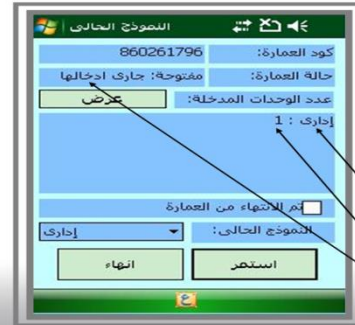 النموذج الحالى
كود العمارة: 860261796
حالة العمارة: مفتوحة: جارى ادخالها
عدد الوحدات المدخلة: عرض
إدارى : 1
تم الانتهاء من العمارة
النموذج الحالى: إدارى
استمر انهاء
ع